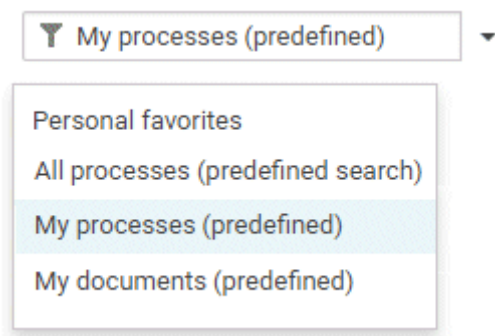 My processes (predefined)
Personal favorites
All processes (predefined search)
My processes (predefined)
My documents (predefined)